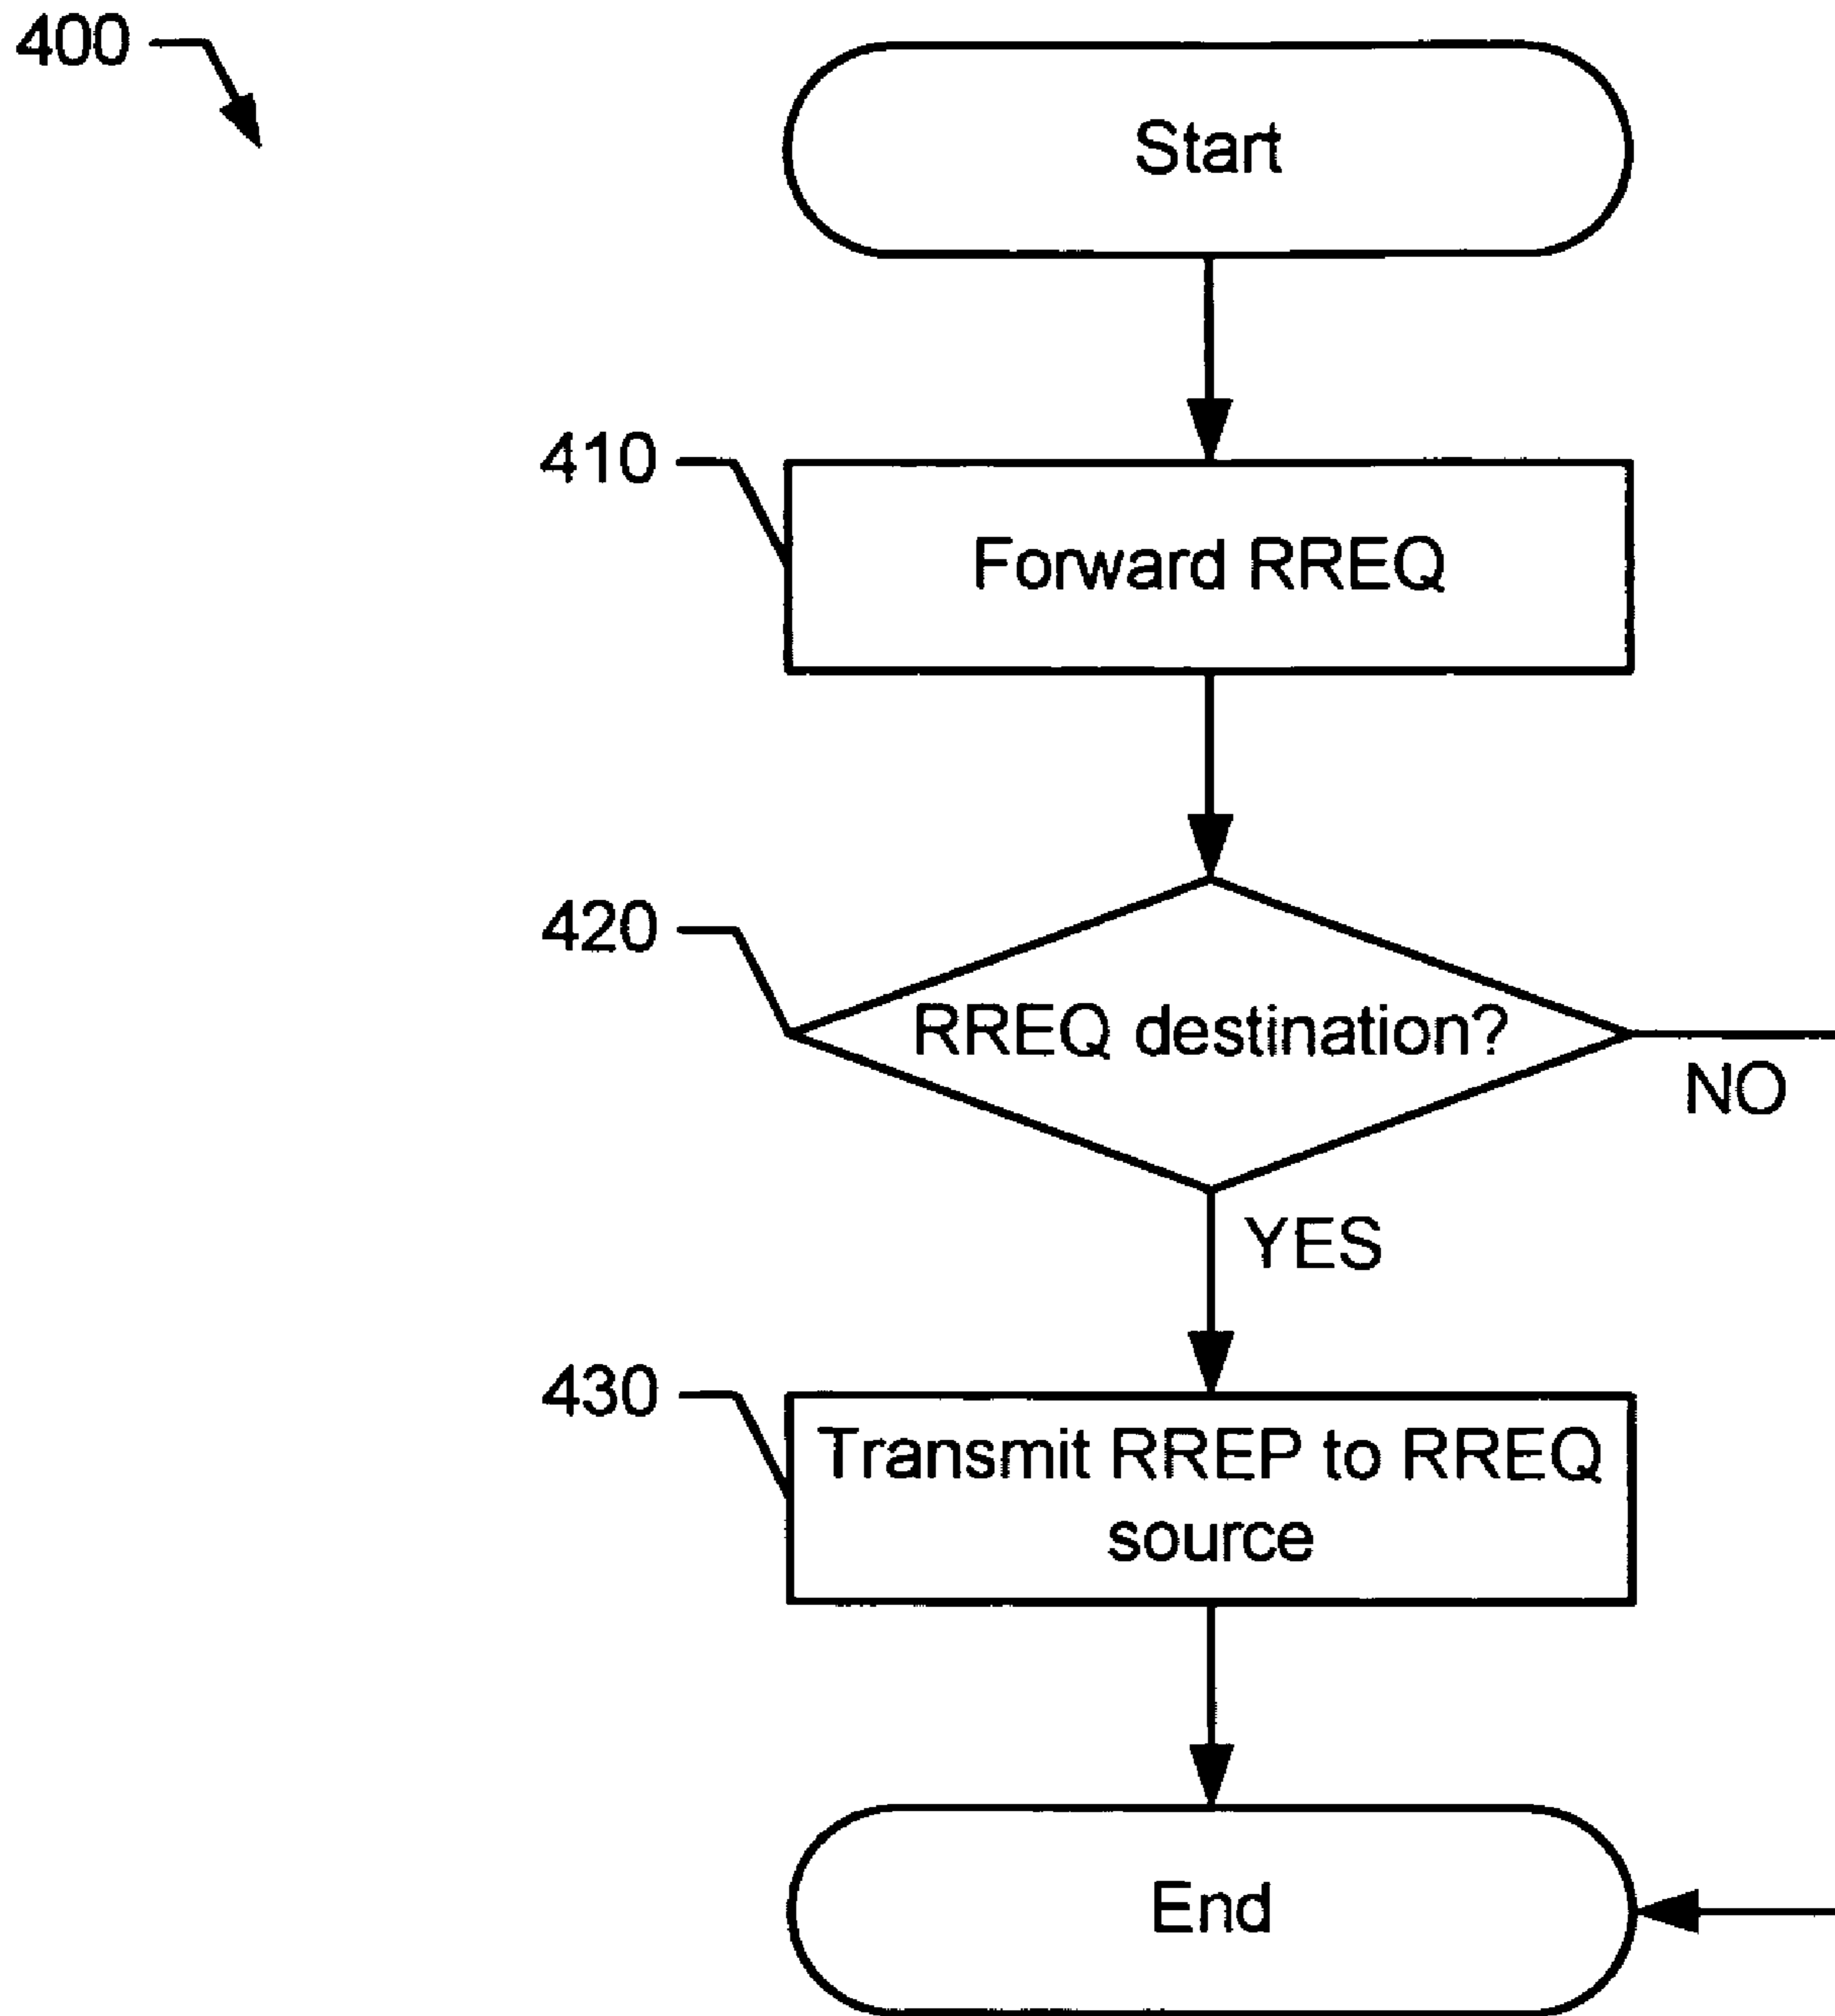 400
Start
410
Forward RREQ
420
RREQ destination?
NO
YES
430
Transmit RREP to RREQ
source
End